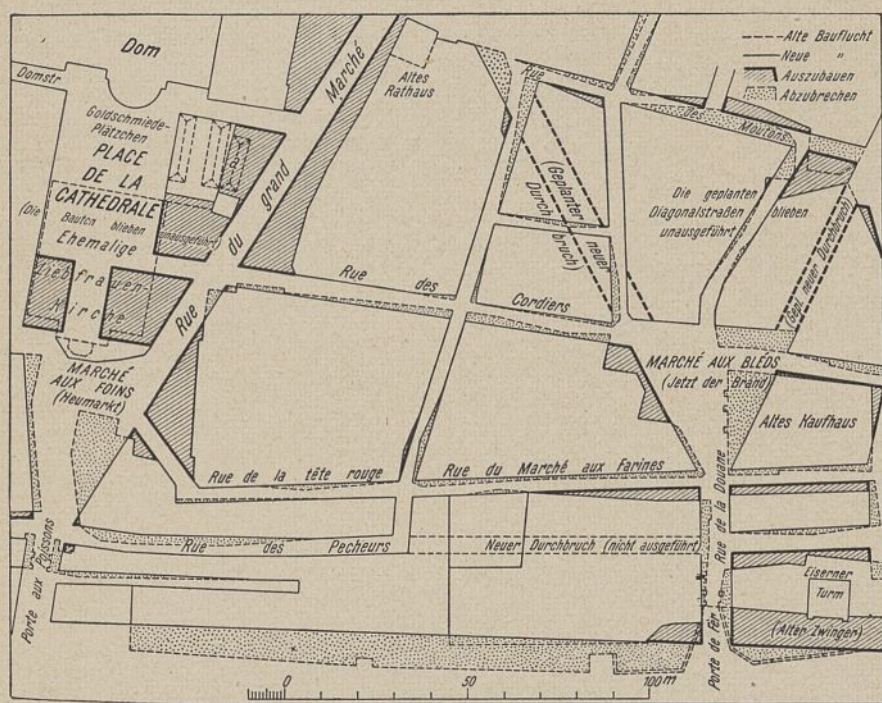 Dom
Domstr.
Goldschmiede-
Plätzchen
PLACE
DE LA
CATHEDRALE
(Die Bauten blieben unausgeführt)
Ehemalige
Liebfrauen-
Kirche
a
MARCHÉ
AUX FOINS
(Heumarkt)
Rue du grand Marché
Altes
Rathaus
Rue des Moutons
---- Alte Bauflucht
—— Neue "
Auszubauen
Abzubrechen
(Geplanter neuer
Durchbruch)
Die geplanten
Diagonalstraßen blieben
unausgeführt
(Gepl. neuer Durchbruch)
Rue des Cordiers
MARCHÉ AUX BLÉDS
(Jetzt der Brand)
Altes Kaufhaus
Rue de la tête rouge
Rue du Marché aux farines
Rue de la Douane
Rue des Pecheurs
Neuer Durchbruch (nicht ausgeführt)
Porte aux Poissons
Porte de Fer
Eiserner
Turm
(Alter Zwinger)
0 50 100 m